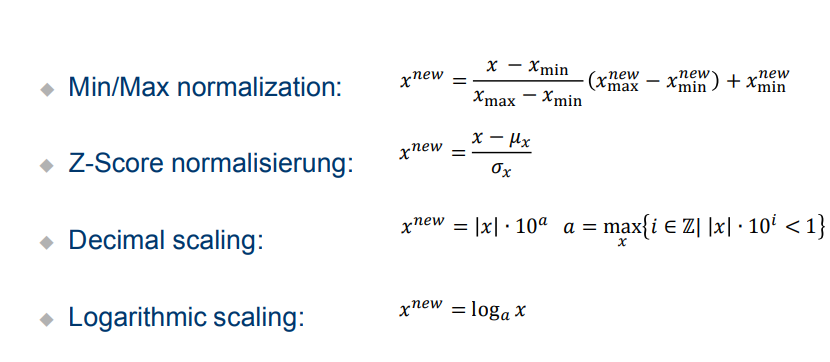 Min/Max normalization: x^new = (x − x_min)/(x_max − x_min) (x_max^new − x_min^new) + x_min^new
Z-Score normalisierung: x^new = (x − μ_x)/σ_x
Decimal scaling: x^new = |x| · 10^a a = max_x{i ∈ ℤ| |x| · 10^i < 1}
Logarithmic scaling: x^new = log_a x